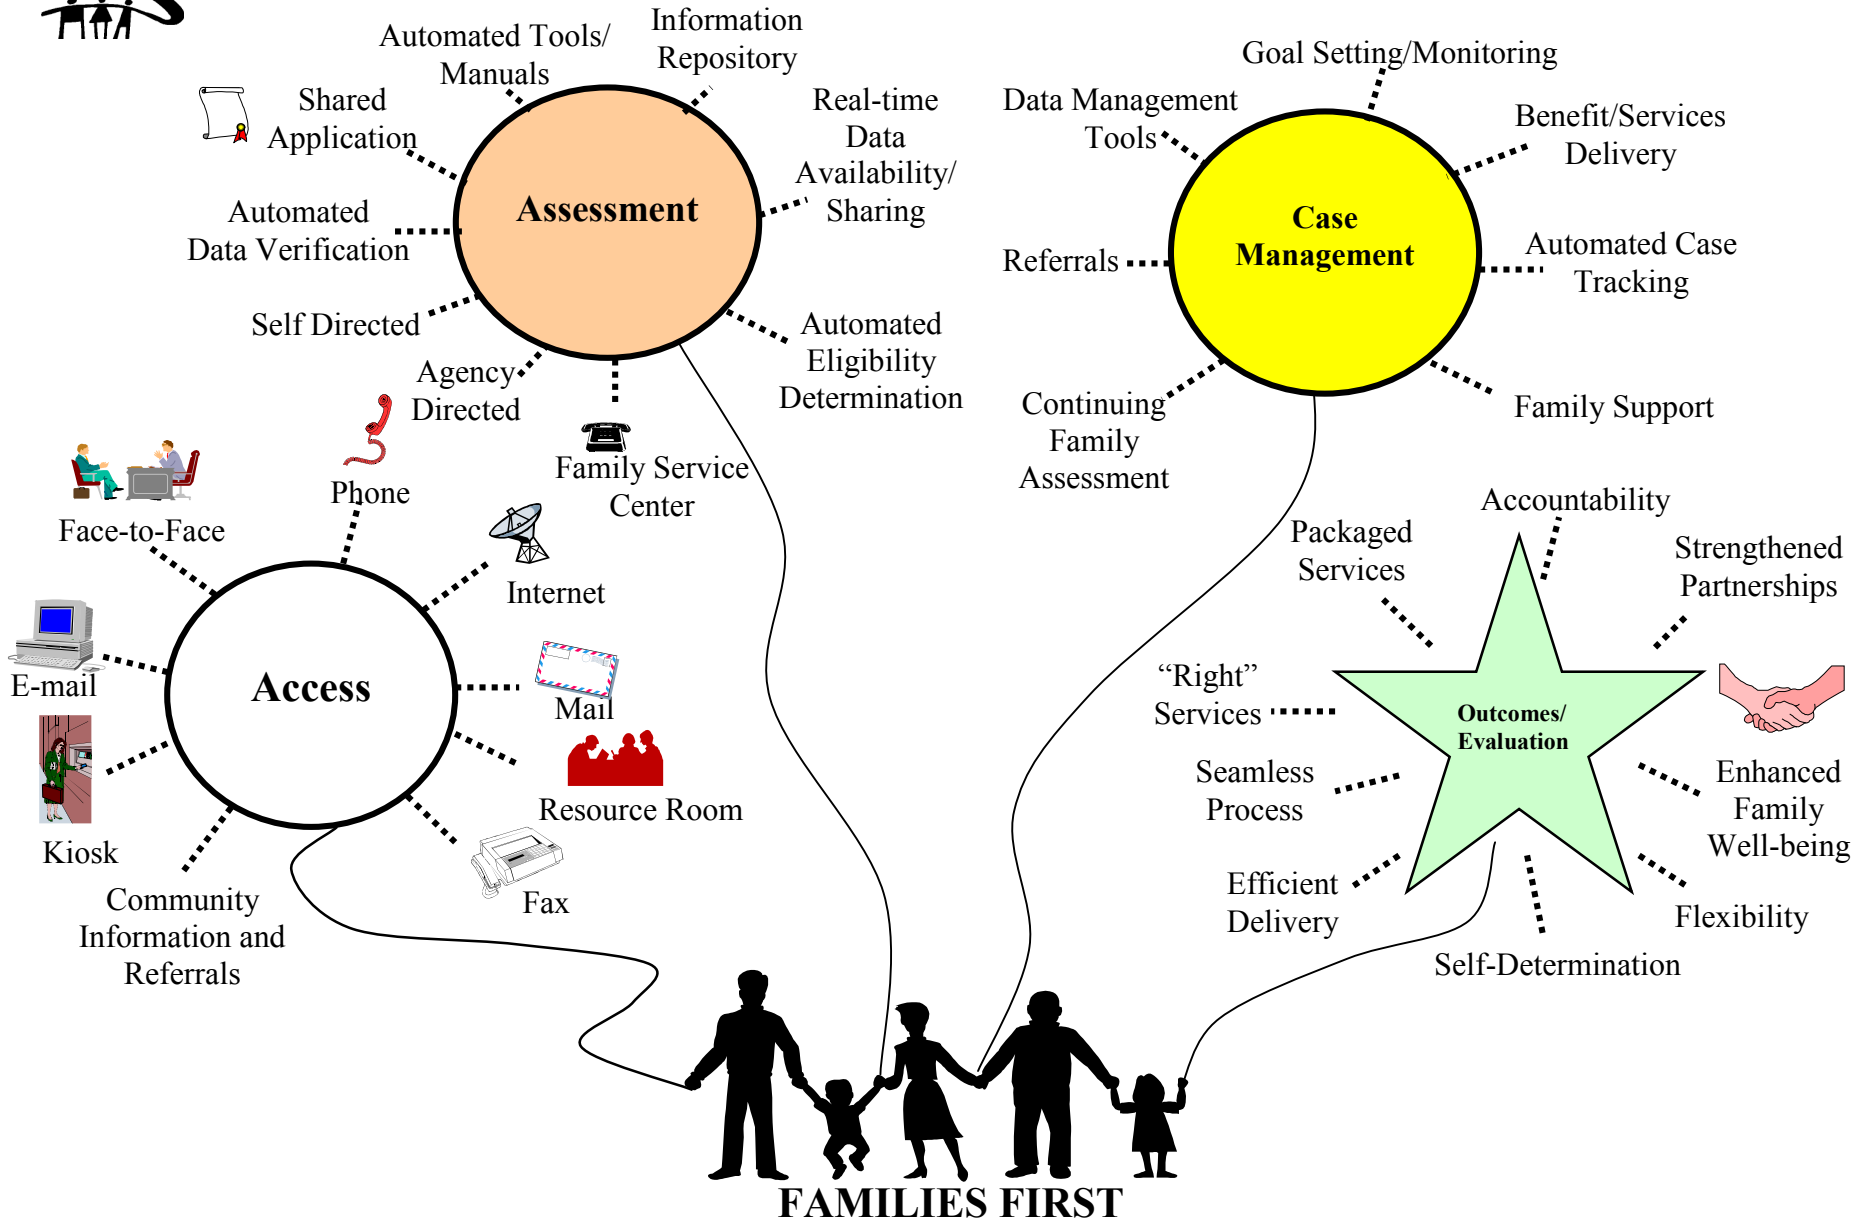 Automated Tools/
Manuals
Information
Repository
Shared
Application
Real-time
Data
Availability/
Sharing
Assessment
Automated
Data Verification
Self Directed
Agency
Directed
Automated
Eligibility
Determination
Family Service
Center
Goal Setting/Monitoring
Data Management
Tools
Benefit/Services
Delivery
Case
Management
Referrals
Automated Case
Tracking
Continuing
Family
Assessment
Family Support
Phone
Face-to-Face
Internet
E-mail
Access
Mail
Resource Room
Kiosk
Fax
Community
Information and
Referrals
Accountability
Packaged
Services
Strengthened
Partnerships
“Right”
Services
Outcomes/
Evaluation
Seamless
Process
Enhanced
Family
Well-being
Efficient
Delivery
Flexibility
Self-Determination
FAMILIES FIRST